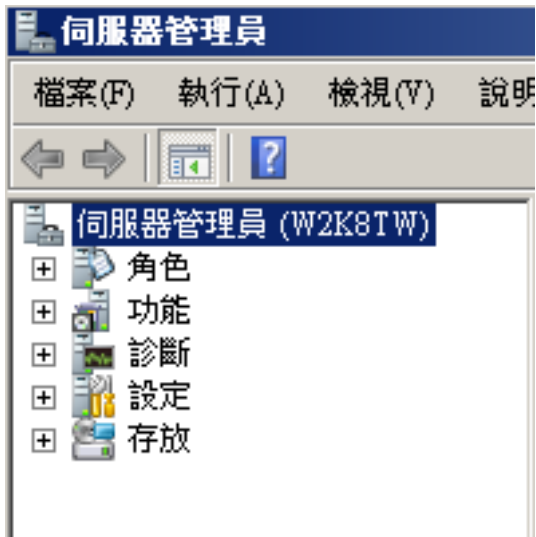 伺服器管理員
檔案(F) 執行(A) 檢視(V) 說明
?
伺服器管理員 (W2K8TW)
角色
功能
診斷
設定
存放